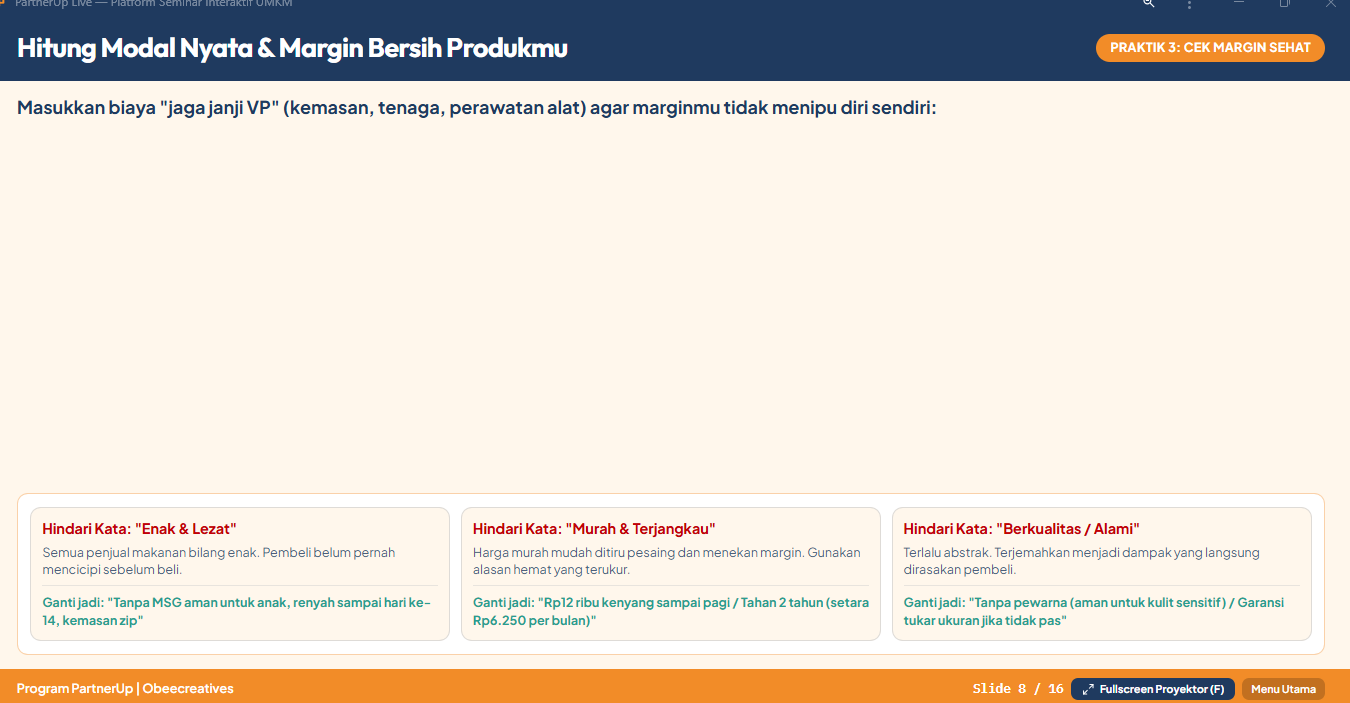 PartnerUp Live — Platform Seminar Interaktif UMKM
Hitung Modal Nyata & Margin Bersih Produkmu
PRAKTIK 3: CEK MARGIN SEHAT
Masukkan biaya "jaga janji VP" (kemasan, tenaga, perawatan alat) agar marginmu tidak menipu diri sendiri:
Hindari Kata: "Enak & Lezat"
Semua penjual makanan bilang enak. Pembeli belum pernah
mencicipi sebelum beli.
Ganti jadi: "Tanpa MSG aman untuk anak, renyah sampai hari ke-
14, kemasan zip"
Hindari Kata: "Murah & Terjangkau"
Harga murah mudah ditiru pesaing dan menekan margin. Gunakan
alasan hemat yang terukur.
Ganti jadi: "Rp12 ribu kenyang sampai pagi / Tahan 2 tahun (setara
Rp6.250 per bulan)"
Hindari Kata: "Berkualitas / Alami"
Terlalu abstrak. Terjemahkan menjadi dampak yang langsung
dirasakan pembeli.
Ganti jadi: "Tanpa pewarna (aman untuk kulit sensitif) / Garansi
tukar ukuran jika tidak pas"
Program PartnerUp | Obeecreatives
Slide 8 / 16
Fullscreen Proyektor (F)
Menu Utama